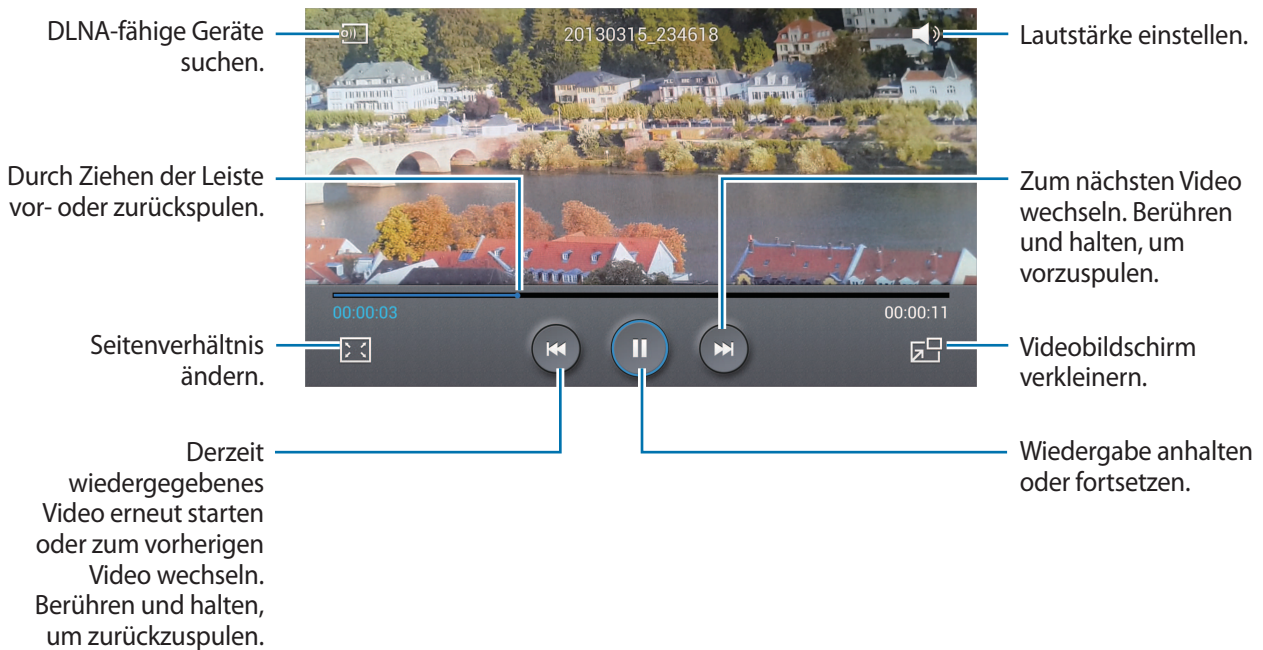 DLNA-fähige Geräte
suchen.
20130315_234618
Lautstärke einstellen.
Durch Ziehen der Leiste
vor- oder zurückspulen.
Zum nächsten Video
wechseln. Berühren
und halten, um
vorzuspulen.
00:00:03
00:00:11
Seitenverhältnis
ändern.
Videobildschirm
verkleinern.
Derzeit
wiedergegebenes
Video erneut starten
oder zum vorherigen
Video wechseln.
Berühren und halten,
um zurückzuspulen.
Wiedergabe anhalten
oder fortsetzen.